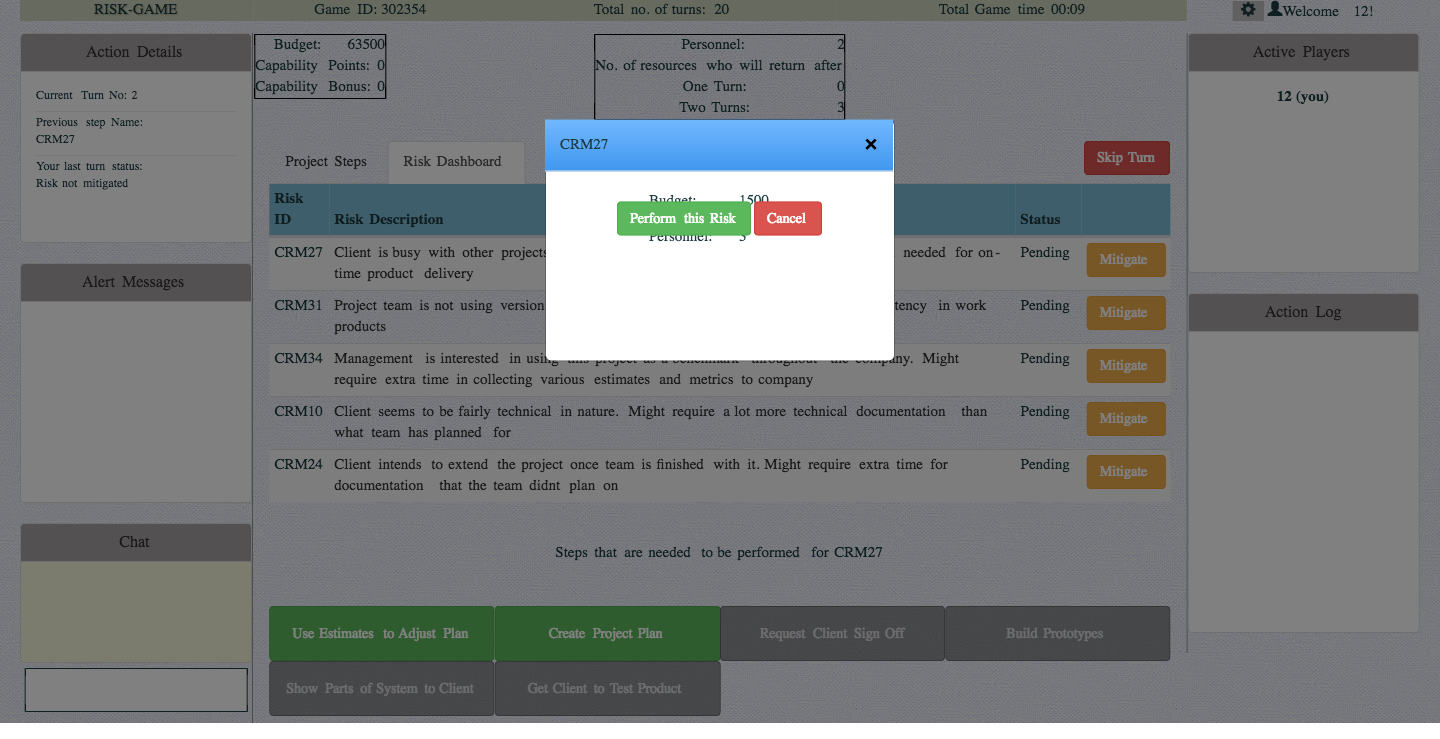 RISK-GAME Game ID: 302354 Total no. of turns: 20 Total Game time 00:09 Welcome 12!
Action Details
Current Turn No: 2
Previous step Name:
CRM27
Your last turn status:
Risk not mitigated
Alert Messages
Chat
Budget: 63500
Capability Points: 0
Capability Bonus: 0
Personnel: 2
No. of resources who will return after
One Turn: 0
Two Turns: 3
Project Steps Risk Dashboard Skip Turn
CRM27 ×
Budget: 1500
Perform this Risk Cancel
Personnel: 3
Risk
ID Risk Description Status
CRM27 Client is busy with other projects needed for on- Pending Mitigate
time product delivery
CRM31 Project team is not using version tency in work Pending Mitigate
products
CRM34 Management is interested in using this project as a benchmark throughout the company. Might Pending Mitigate
require extra time in collecting various estimates and metrics to company
CRM10 Client seems to be fairly technical in nature. Might require a lot more technical documentation than Pending Mitigate
what team has planned for
CRM24 Client intends to extend the project once team is finished with it. Might require extra time for Pending Mitigate
documentation that the team didnt plan on
Steps that are needed to be performed for CRM27
Use Estimates to Adjust Plan Create Project Plan Request Client Sign Off Build Prototypes
Show Parts of System to Client Get Client to Test Product
Active Players
12 (you)
Action Log